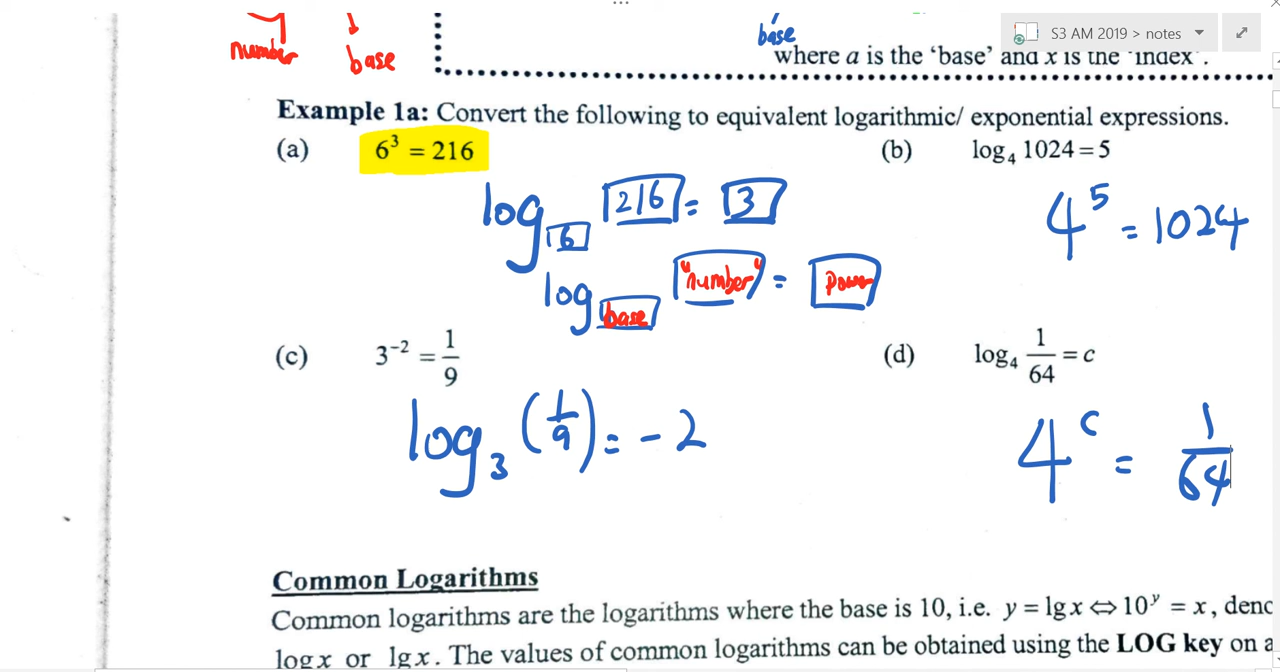 ...
S3 AM 2019 > notes
number
base
base
where a is the 'base' and x is the 'index'.
Example 1a: Convert the following to equivalent logarithmic/ exponential expressions.
(a) 6³ = 216
(b) log₄ 1024 = 5
log₆ 216 = 3
4⁵ = 1024
log base "number" = power
(c) 3⁻² = 1/9
(d) log₄ 1/64 = c
log₃ (1/9) = -2
4ᶜ = 1/64
Common Logarithms
Common logarithms are the logarithms where the base is 10, i.e. y = lg x ⇔ 10ʸ = x, denc
log x or lg x. The values of common logarithms can be obtained using the LOG key on a